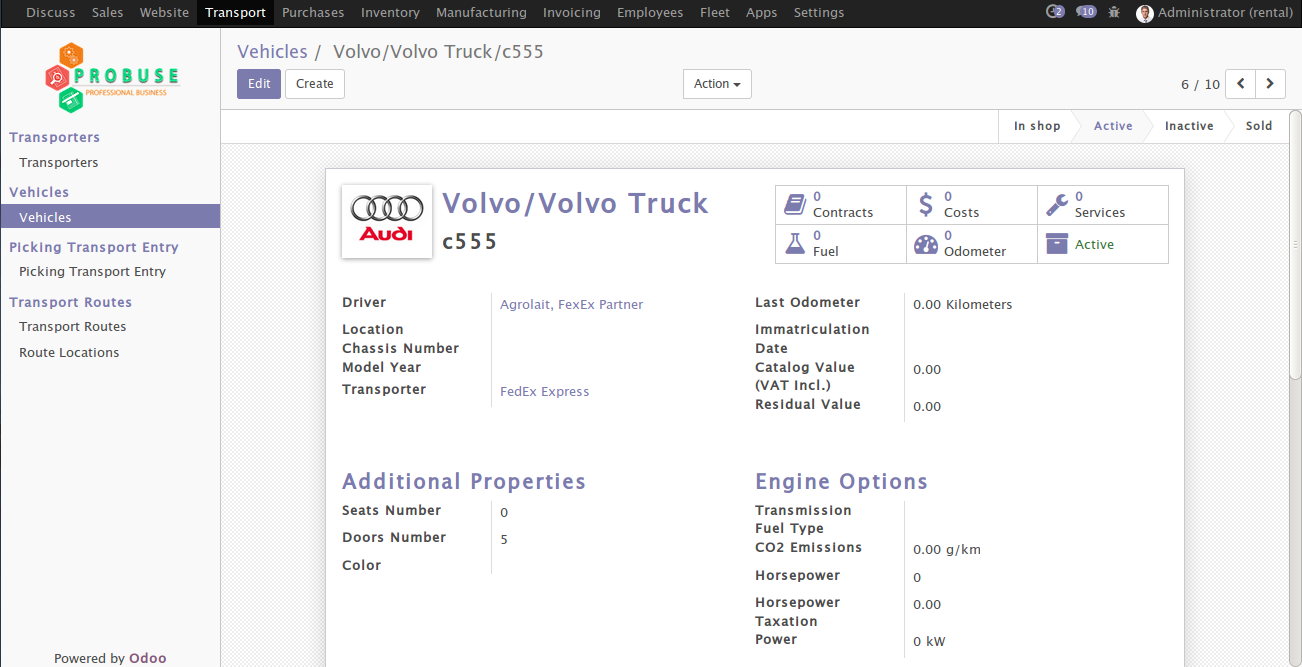 Discuss Sales Website Transport Purchases Inventory Manufacturing Invoicing Employees Fleet Apps Settings 2 10 Administrator (rental)
PROBUSE
PROFESSIONAL BUSINESS
Vehicles / Volvo/Volvo Truck/c555
Edit Create Action 6 / 10
In shop Active Inactive Sold
Transporters
Transporters
Vehicles
Vehicles
Picking Transport Entry
Picking Transport Entry
Transport Routes
Transport Routes
Route Locations
Powered by Odoo
Audi
Volvo/Volvo Truck
c555
0 Contracts
0 Costs
0 Services
0 Fuel
0 Odometer
Active
Driver Agrolait, FexEx Partner
Location
Chassis Number
Model Year
Transporter FedEx Express
Last Odometer 0.00 Kilometers
Immatriculation
Date
Catalog Value 0.00
(VAT Incl.)
Residual Value 0.00
Additional Properties
Seats Number 0
Doors Number 5
Color
Engine Options
Transmission
Fuel Type
CO2 Emissions 0.00 g/km
Horsepower 0
Horsepower 0.00
Taxation
Power 0 kW